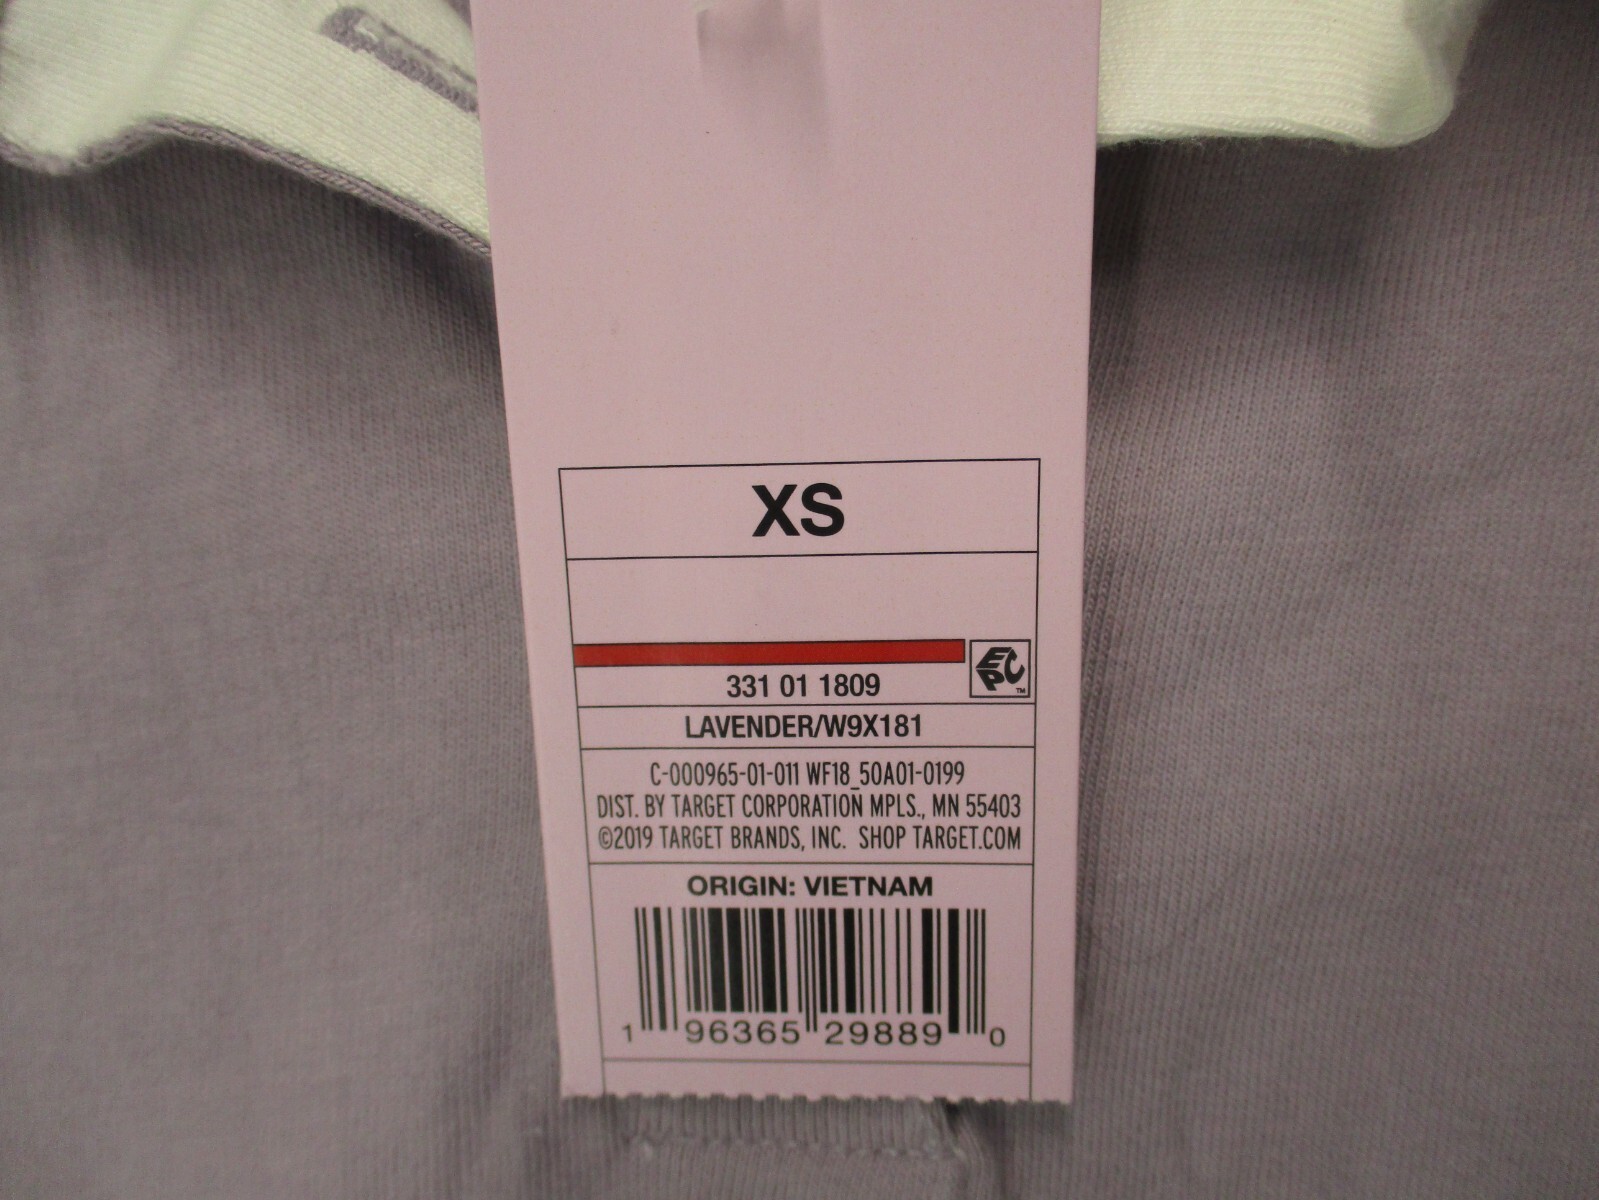 XS
EPC™
331 01 1809
LAVENDER/W9X181
C-000965-01-011 WF18_50A01-0199
DIST. BY TARGET CORPORATION MPLS., MN 55403
©2019 TARGET BRANDS, INC. SHOP TARGET.COM
ORIGIN: VIETNAM
1 96365 29889 0